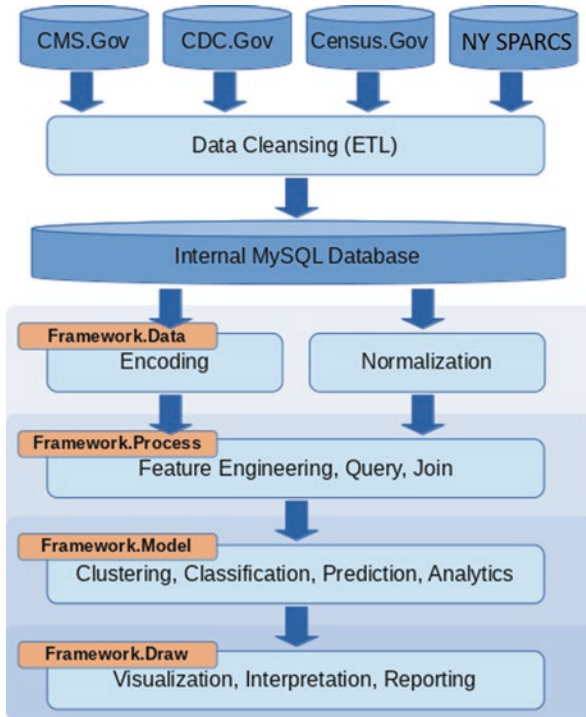 CMS.Gov
CDC.Gov
Census.Gov
NY SPARCS
Data Cleansing (ETL)
Internal MySQL Database
Framework.Data
Encoding
Normalization
Framework.Process
Feature Engineering, Query, Join
Framework.Model
Clustering, Classification, Prediction, Analytics
Framework.Draw
Visualization, Interpretation, Reporting